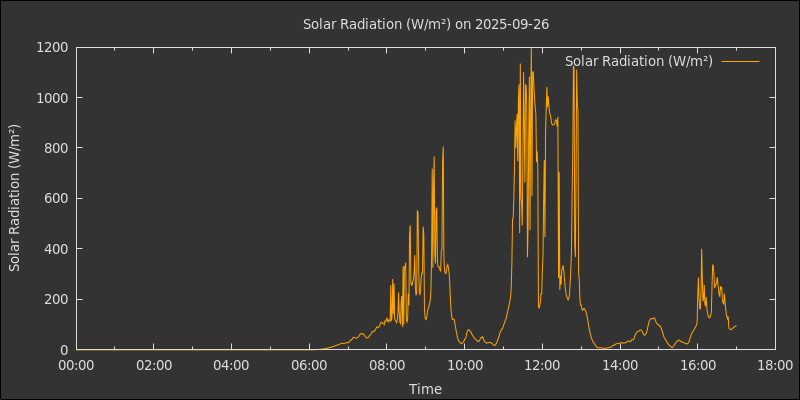 Solar Radiation (W/m²) on 2025-09-26
Solar Radiation (W/m²)
Solar Radiation (W/m²)
1200
1000
800
600
400
200
0
00:00 02:00 04:00 06:00 08:00 10:00 12:00 14:00 16:00 18:00
Time